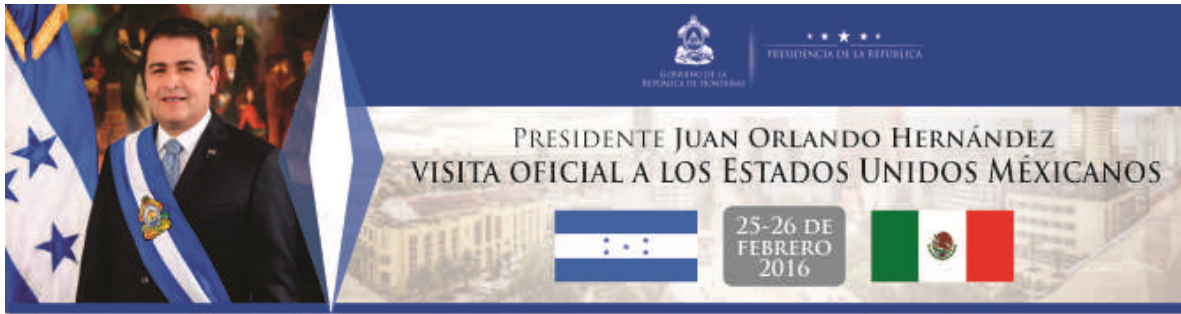 GOBIERNO DE LA
REPÚBLICA DE HONDURAS
PRESIDENCIA DE LA REPÚBLICA
PRESIDENTE JUAN ORLANDO HERNÁNDEZ
VISITA OFICIAL A LOS ESTADOS UNIDOS MÉXICANOS
25-26 DE
FEBRERO
2016